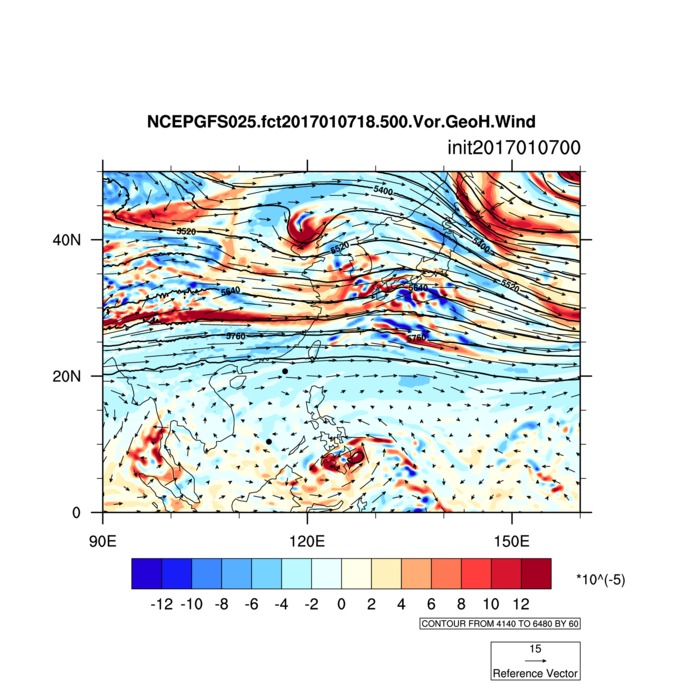 NCEPGFS025.fct2017010718.500.Vor.GeoH.Wind
init2017010700
5400
40N
5520
5520
5400
5640
5640
5520
5760
5760
20N
0
90E 120E 150E
-12 -10 -8 -6 -4 -2 0 2 4 6 8 10 12
*10^(-5)
CONTOUR FROM 4140 TO 6480 BY 60
15
Reference Vector